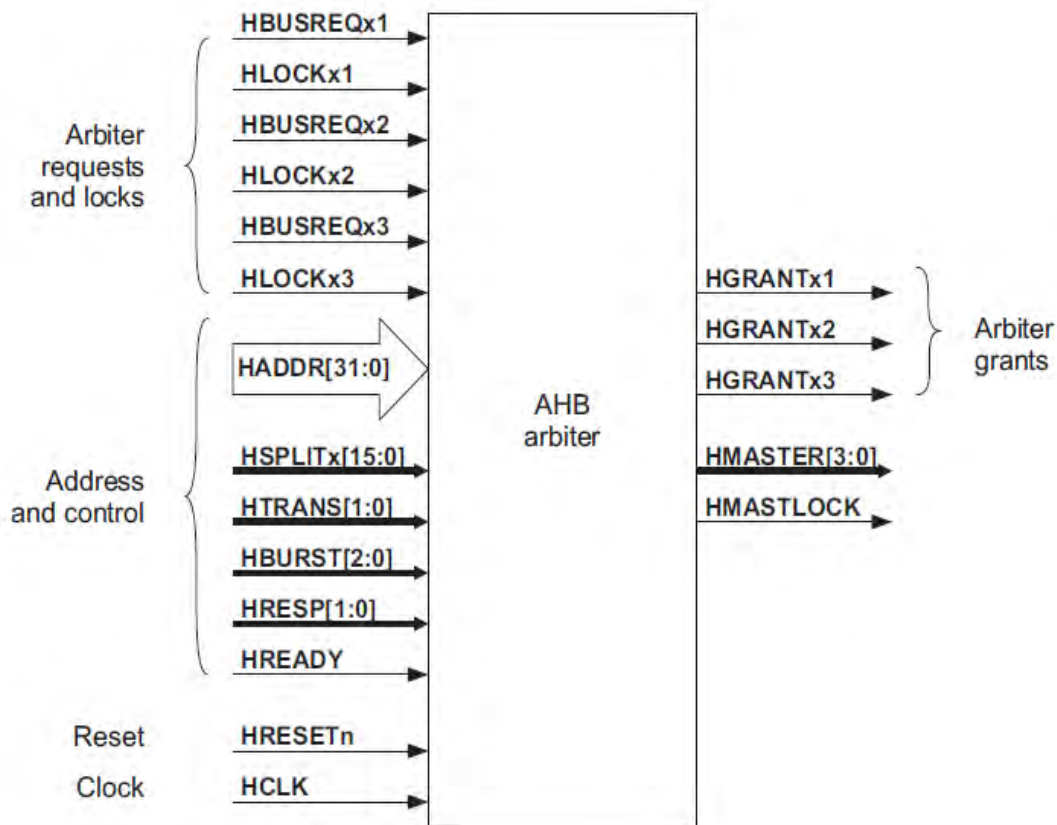 HBUSREQx1
HLOCKx1
HBUSREQx2
HLOCKx2
HBUSREQx3
HLOCKx3
Arbiter
requests
and locks
HADDR[31:0]
HSPLITx[15:0]
HTRANS[1:0]
HBURST[2:0]
HRESP[1:0]
HREADY
Address
and control
Reset
HRESETn
Clock
HCLK
AHB
arbiter
HGRANTx1
HGRANTx2
HGRANTx3
Arbiter
grants
HMASTER[3:0]
HMASTLOCK